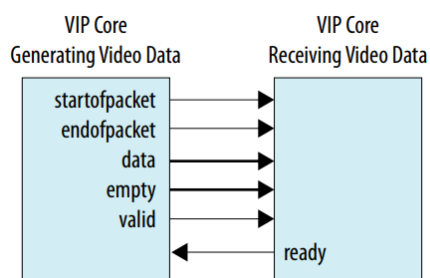 VIP Core
Generating Video Data
VIP Core
Receiving Video Data
startofpacket
endofpacket
data
empty
valid
ready